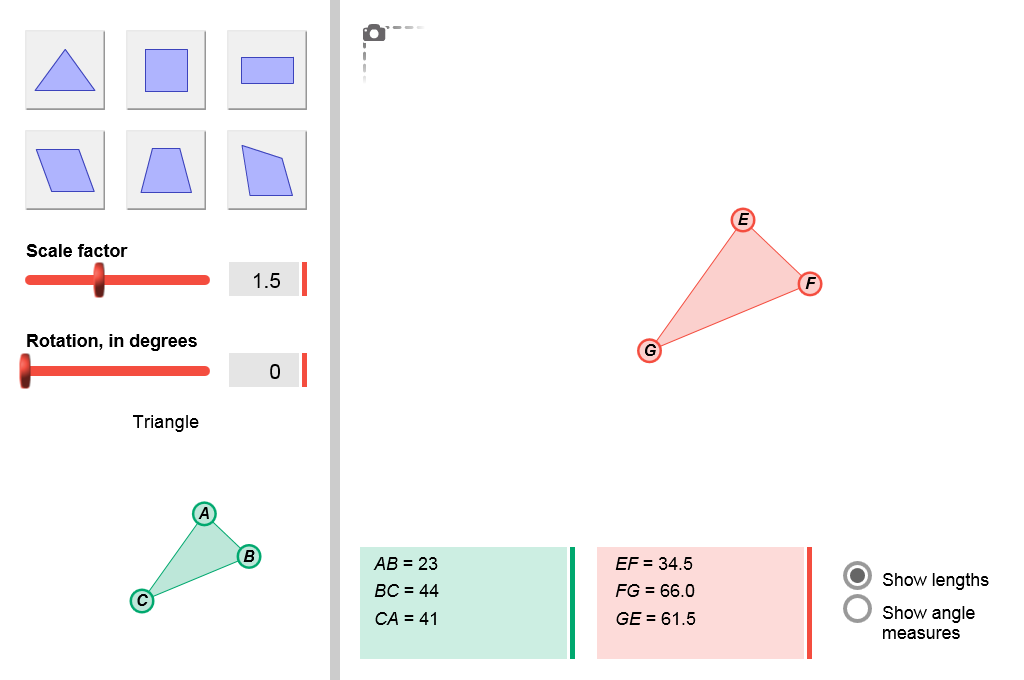 Scale factor
1.5
Rotation, in degrees
0
Triangle
A
B
C
E
F
G
AB = 23
BC = 44
CA = 41
EF = 34.5
FG = 66.0
GE = 61.5
Show lengths
Show angle
measures